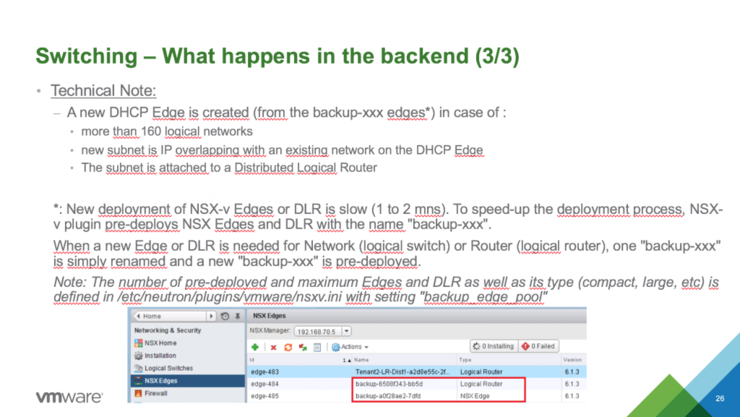 Switching – What happens in the backend (3/3)
• Technical Note:
– A new DHCP Edge is created (from the backup-xxx edges*) in case of :
• more than 160 logical networks
• new subnet is IP overlapping with an existing network on the DHCP Edge
• The subnet is attached to a Distributed Logical Router
*: New deployment of NSX-v Edges or DLR is slow (1 to 2 mns). To speed-up the deployment process, NSX-
v plugin pre-deploys NSX Edges and DLR with the name "backup-xxx".
When a new Edge or DLR is needed for Network (logical switch) or Router (logical router), one "backup-xxx"
is simply renamed and a new "backup-xxx" is pre-deployed.
Note: The number of pre-deployed and maximum Edges and DLR as well as its type (compact, large, etc) is
defined in /etc/neutron/plugins/vmware/nsxv.ini with setting "backup_edge_pool"
Home
NSX Edges
Networking & Security
NSX Manager: 192.168.70.5
NSX Home
Installation
Actions
0 Installing
0 Failed
Logical Switches
Id 1 Name Type Version
NSX Edges
edge-483 Tenant2-LR-Dist1-a2d9e55c-2f... Logical Router 6.1.3
edge-484 backup-6508f343-bb5d Logical Router 6.1.3
Firewall
edge-485 backup-a0f28ae2-7dfd NSX Edge 6.1.3
vmware
26